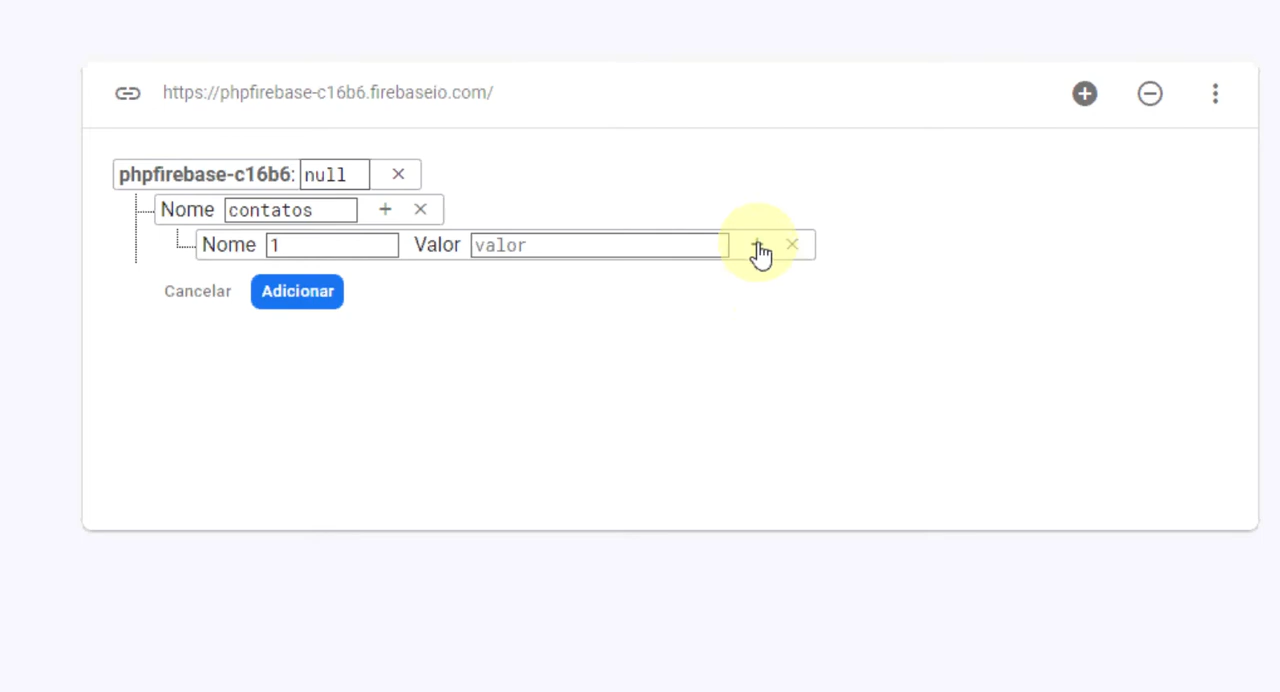 https://phpfirebase-c16b6.firebaseio.com/
phpfirebase-c16b6: null
Nome contatos
Nome 1 Valor valor
Cancelar Adicionar